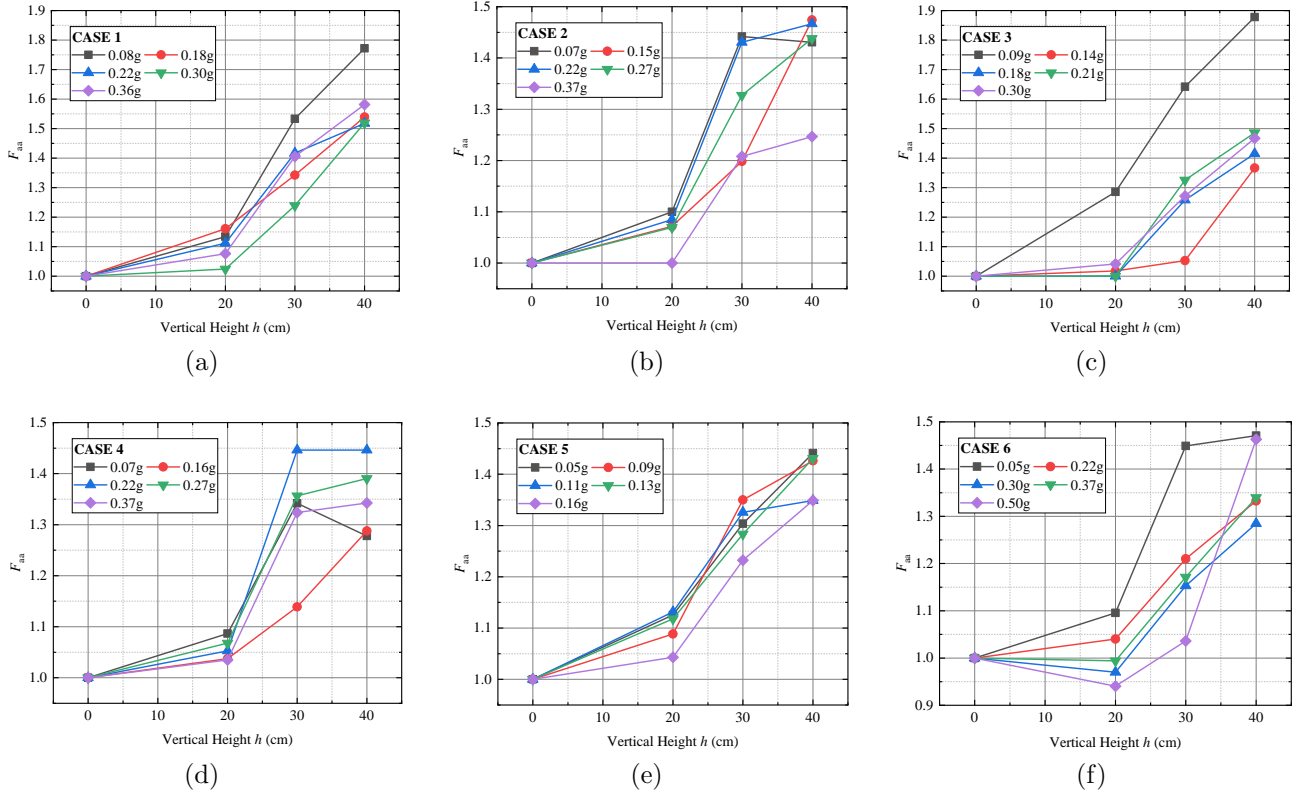 CASE 1
0.08g 0.18g
0.22g 0.30g
0.36g
1.9
1.8
1.7
1.6
1.5
1.4
1.3
1.2
1.1
1.0
F_aa
0 10 20 30 40
Vertical Height h (cm)
(a)
CASE 2
0.07g 0.15g
0.22g 0.27g
0.37g
1.5
1.4
1.3
1.2
1.1
1.0
F_aa
0 10 20 30 40
Vertical Height h (cm)
(b)
CASE 3
0.09g 0.14g
0.18g 0.21g
0.30g
1.9
1.8
1.7
1.6
1.5
1.4
1.3
1.2
1.1
1.0
F_aa
0 10 20 30 40
Vertical Height h (cm)
(c)
CASE 4
0.07g 0.16g
0.22g 0.27g
0.37g
1.5
1.4
1.3
1.2
1.1
1.0
F_aa
0 10 20 30 40
Vertical Height h (cm)
(d)
CASE 5
0.05g 0.09g
0.11g 0.13g
0.16g
1.5
1.4
1.3
1.2
1.1
1.0
F_aa
0 10 20 30 40
Vertical Height h (cm)
(e)
CASE 6
0.05g 0.22g
0.30g 0.37g
0.50g
1.5
1.4
1.3
1.2
1.1
1.0
0.9
F_aa
0 10 20 30 40
Vertical Height h (cm)
(f)